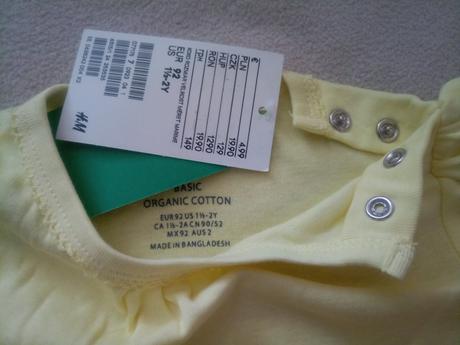 H&M
EUR 92
US 1½-2Y
€ 4.99
PLN 19.90
CZK 129
HUF 1290
RON 19.90
ГРН 149
BASIC
ORGANIC COTTON
EUR 92 US 1½-2Y
CA 1½-2A CN 90/52
MX 92 AUS 2
MADE IN BANGLADESH